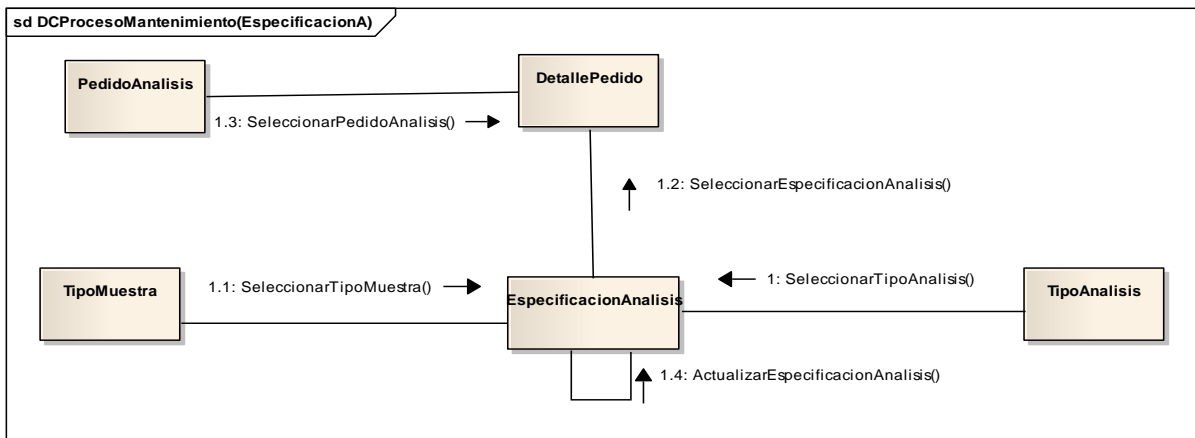 sd DCProcesoMantenimiento(EspecificacionA)
PedidoAnalisis
DetallePedido
1.3: SeleccionarPedidoAnalisis()
1.2: SeleccionarEspecificacionAnalisis()
TipoMuestra
1.1: SeleccionarTipoMuestra()
EspecificacionAnalisis
1: SeleccionarTipoAnalisis()
TipoAnalisis
1.4: ActualizarEspecificacionAnalisis()